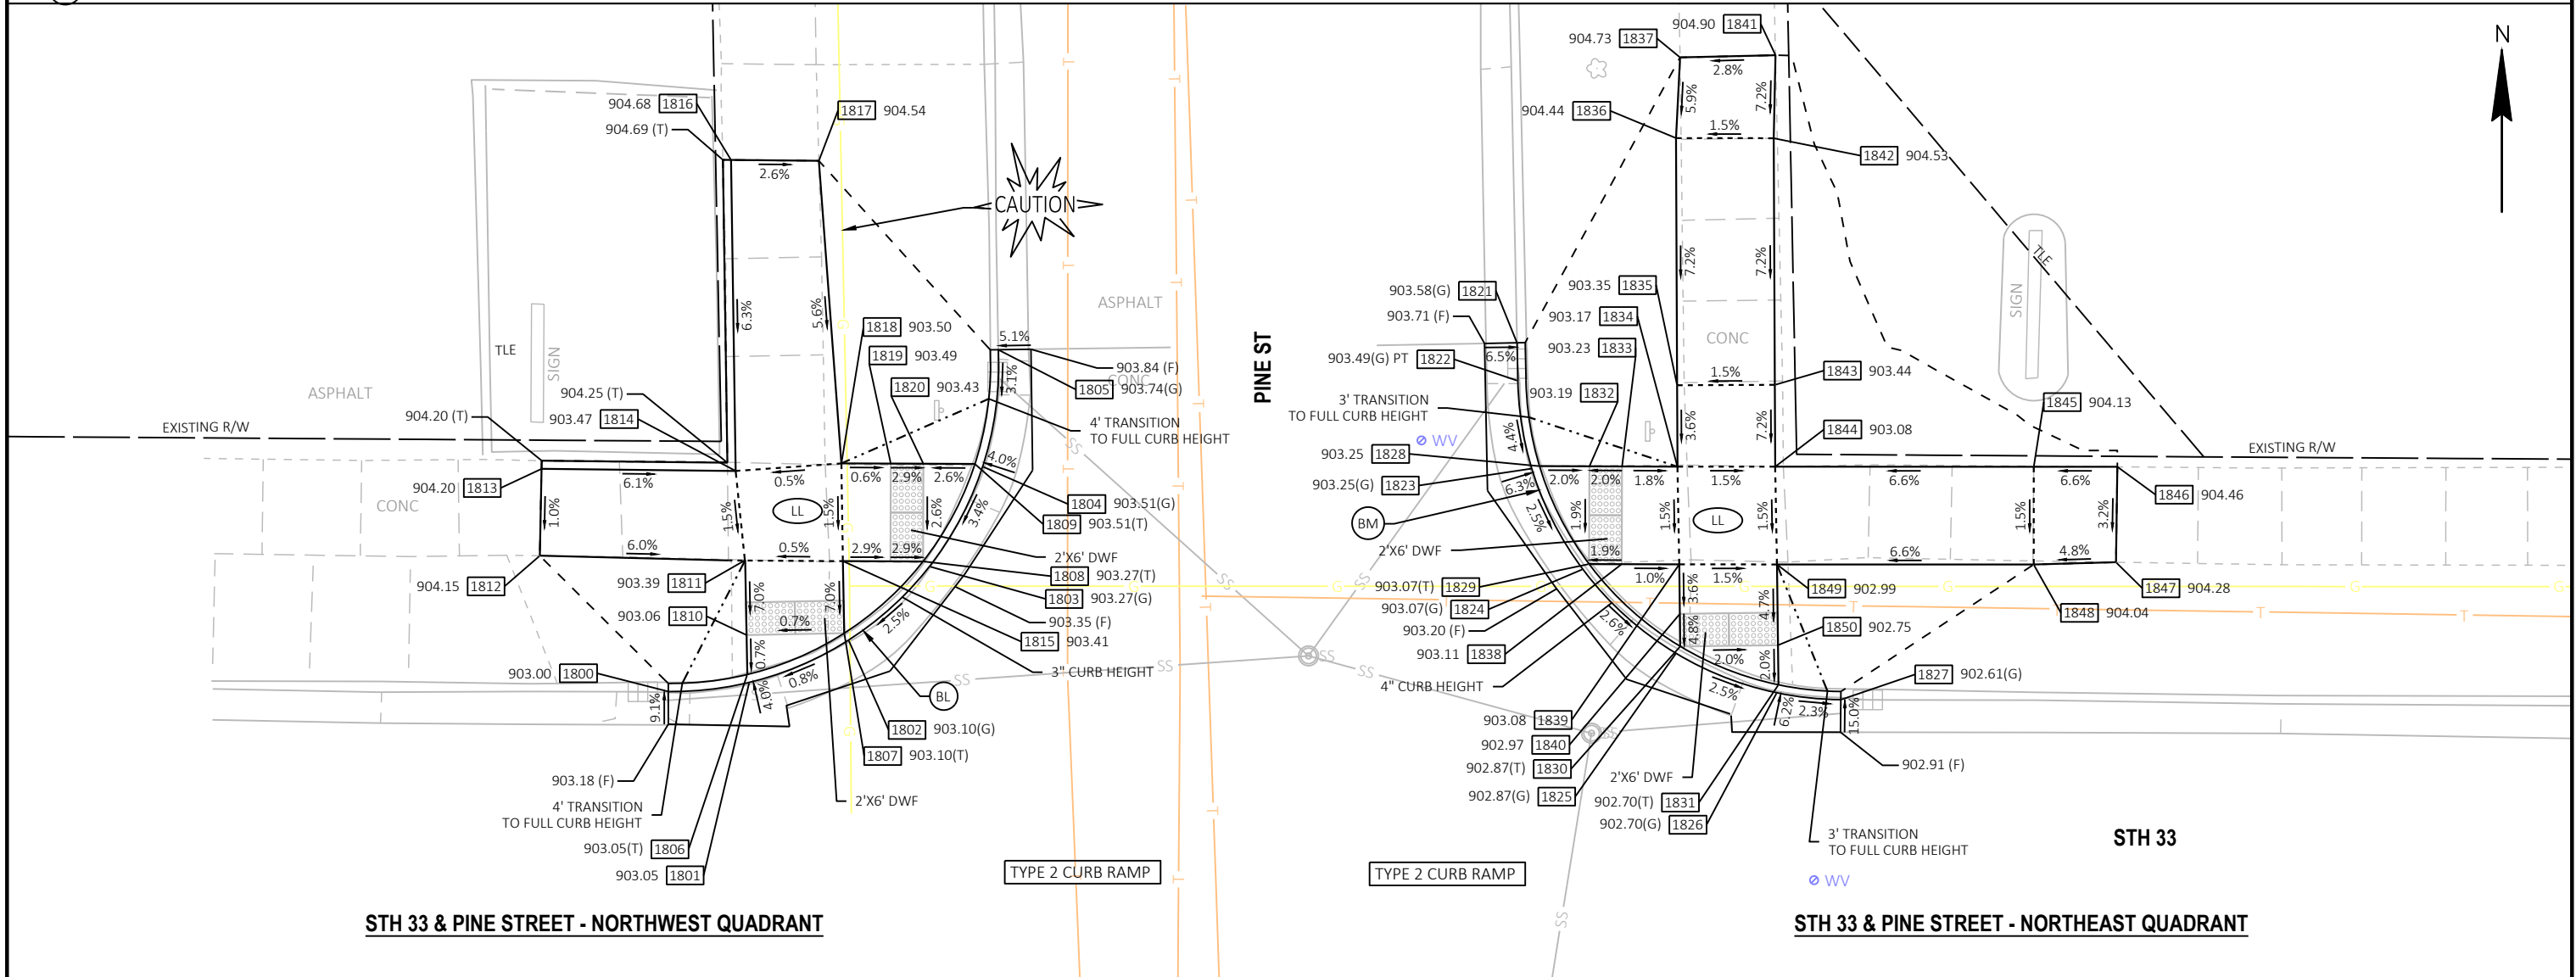 904.68 1816
904.69 (T)
1817 904.54
2.6%
CAUTION
6.3%
5.6%
G
TLE
SIGN
ASPHALT
ASPHALT
1818 903.50
1819 903.49
1820 903.43
5.1%
3.1%
903.84 (F)
CONC
1805 903.74(G)
4' TRANSITION
TO FULL CURB HEIGHT
904.25 (T)
903.47 1814
904.20 (T)
EXISTING R/W
904.20 1813
CONC
6.1%
0.5%
0.6%
2.9%
2.6%
4.0%
3.4%
1804 903.51(G)
1809 903.51(T)
1.0%
1.5%
LL
1.5%
2.6%
6.0%
0.5%
2.9%
2.9%
2'X6' DWF
904.15 1812
903.39 1811
903.06 1810
7.0%
7.0%
0.7%
0.7%
1808 903.27(T)
1803 903.27(G)
903.35 (F)
1815 903.41
2.5%
3" CURB HEIGHT
903.00 1800
9.1%
4.0%
0.8%
BL
1802 903.10(G)
1807 903.10(T)
903.18 (F)
4' TRANSITION
TO FULL CURB HEIGHT
2'X6' DWF
903.05(T) 1806
903.05 1801
TYPE 2 CURB RAMP
STH 33 & PINE STREET - NORTHWEST QUADRANT
T
T
T
T
T
T
T
T
T
T
T
SS
SS
SS
SS
SS
SS
SS
SS
SS
SS
G
G
G
G
PINE ST
904.90 1841
904.73 1837
2.8%
5.9%
7.2%
904.44 1836
1.5%
1842 904.53
N
7.2%
7.2%
903.58(G) 1821
903.71 (F)
903.49(G) PT 1822
6.5%
903.35 1835
903.17 1834
903.23 1833
903.19 1832
CONC
1.5%
1843 903.44
SIGN
TLE
3' TRANSITION
TO FULL CURB HEIGHT
WV
4.4%
3.6%
7.2%
1844 903.08
1845 904.13
EXISTING R/W
903.25 1828
903.25(G) 1823
6.3%
2.5%
2.0%
2.0%
1.8%
1.5%
6.6%
6.6%
1846 904.46
BM
1.9%
1.5%
LL
1.5%
1.5%
3.2%
2'X6' DWF
1.9%
1.0%
1.5%
6.6%
4.8%
903.07(T) 1829
903.07(G) 1824
903.20 (F)
903.11 1838
4" CURB HEIGHT
3.6%
4.8%
2.6%
4.7%
1849 902.99
1847 904.28
1848 904.04
1850 902.75
2.0%
2.0%
2.5%
6.2%
2.3%
15.0%
1827 902.61(G)
903.08 1839
902.97 1840
902.87(T) 1830
902.87(G) 1825
2'X6' DWF
902.70(T) 1831
902.70(G) 1826
902.91 (F)
3' TRANSITION
TO FULL CURB HEIGHT
WV
STH 33
TYPE 2 CURB RAMP
STH 33 & PINE STREET - NORTHEAST QUADRANT
T
T
T
T
G
G
G
G